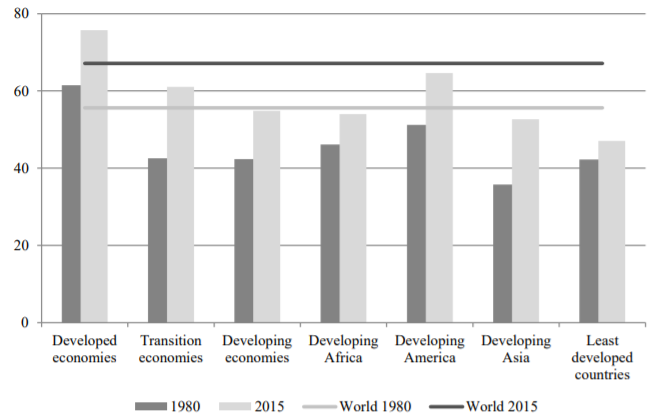 80
60
40
20
0
Developed economies
Transition economies
Developing economies
Developing Africa
Developing America
Developing Asia
Least developed countries
1980
2015
World 1980
World 2015